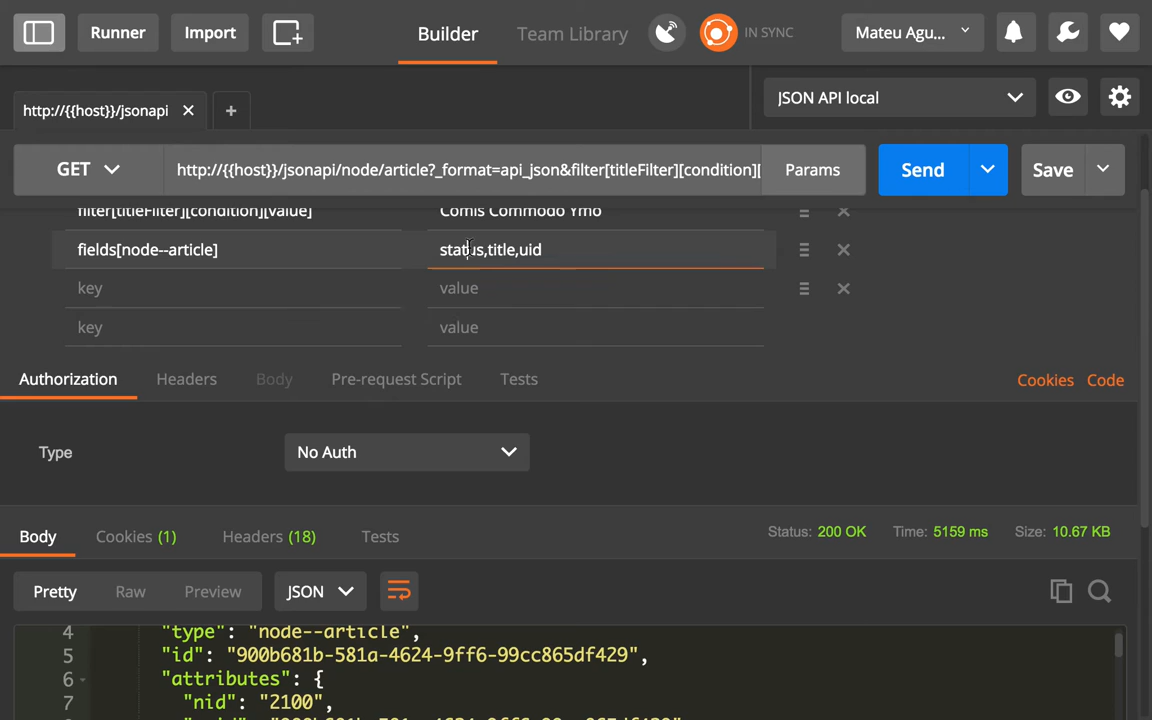 Runner
Import
Builder
Team Library
IN SYNC
Mateu Agu...
http://{{host}}/jsonapi
JSON API local
GET
http://{{host}}/jsonapi/node/article?_format=api_json&filter[titleFilter][condition][
Params
Send
Save
filter[titleFilter][condition][value]
Comis Commodo Ymo
fields[node--article]
status,title,uid
key
value
key
value
Authorization
Headers
Body
Pre-request Script
Tests
Cookies
Code
Type
No Auth
Body
Cookies (1)
Headers (18)
Tests
Status: 200 OK
Time: 5159 ms
Size: 10.67 KB
Pretty
Raw
Preview
JSON
4 "type": "node--article",
5 "id": "900b681b-581a-4624-9ff6-99cc865df429",
6 "attributes": {
7 "nid": "2100",